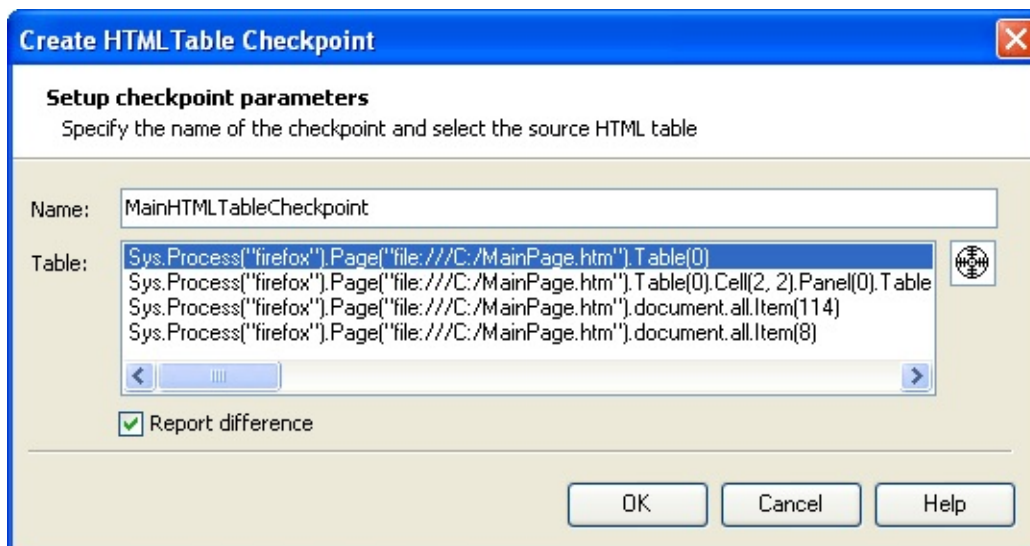 Create HTMLTable Checkpoint
Setup checkpoint parameters
Specify the name of the checkpoint and select the source HTML table
Name: MainHTMLTableCheckpoint
Table: Sys.Process("firefox").Page("file:///C:/MainPage.htm").Table(0)
Sys.Process("firefox").Page("file:///C:/MainPage.htm").Table(0).Cell(2, 2).Panel(0).Table
Sys.Process("firefox").Page("file:///C:/MainPage.htm").document.all.Item(114)
Sys.Process("firefox").Page("file:///C:/MainPage.htm").document.all.Item(8)
Report difference
OK Cancel Help